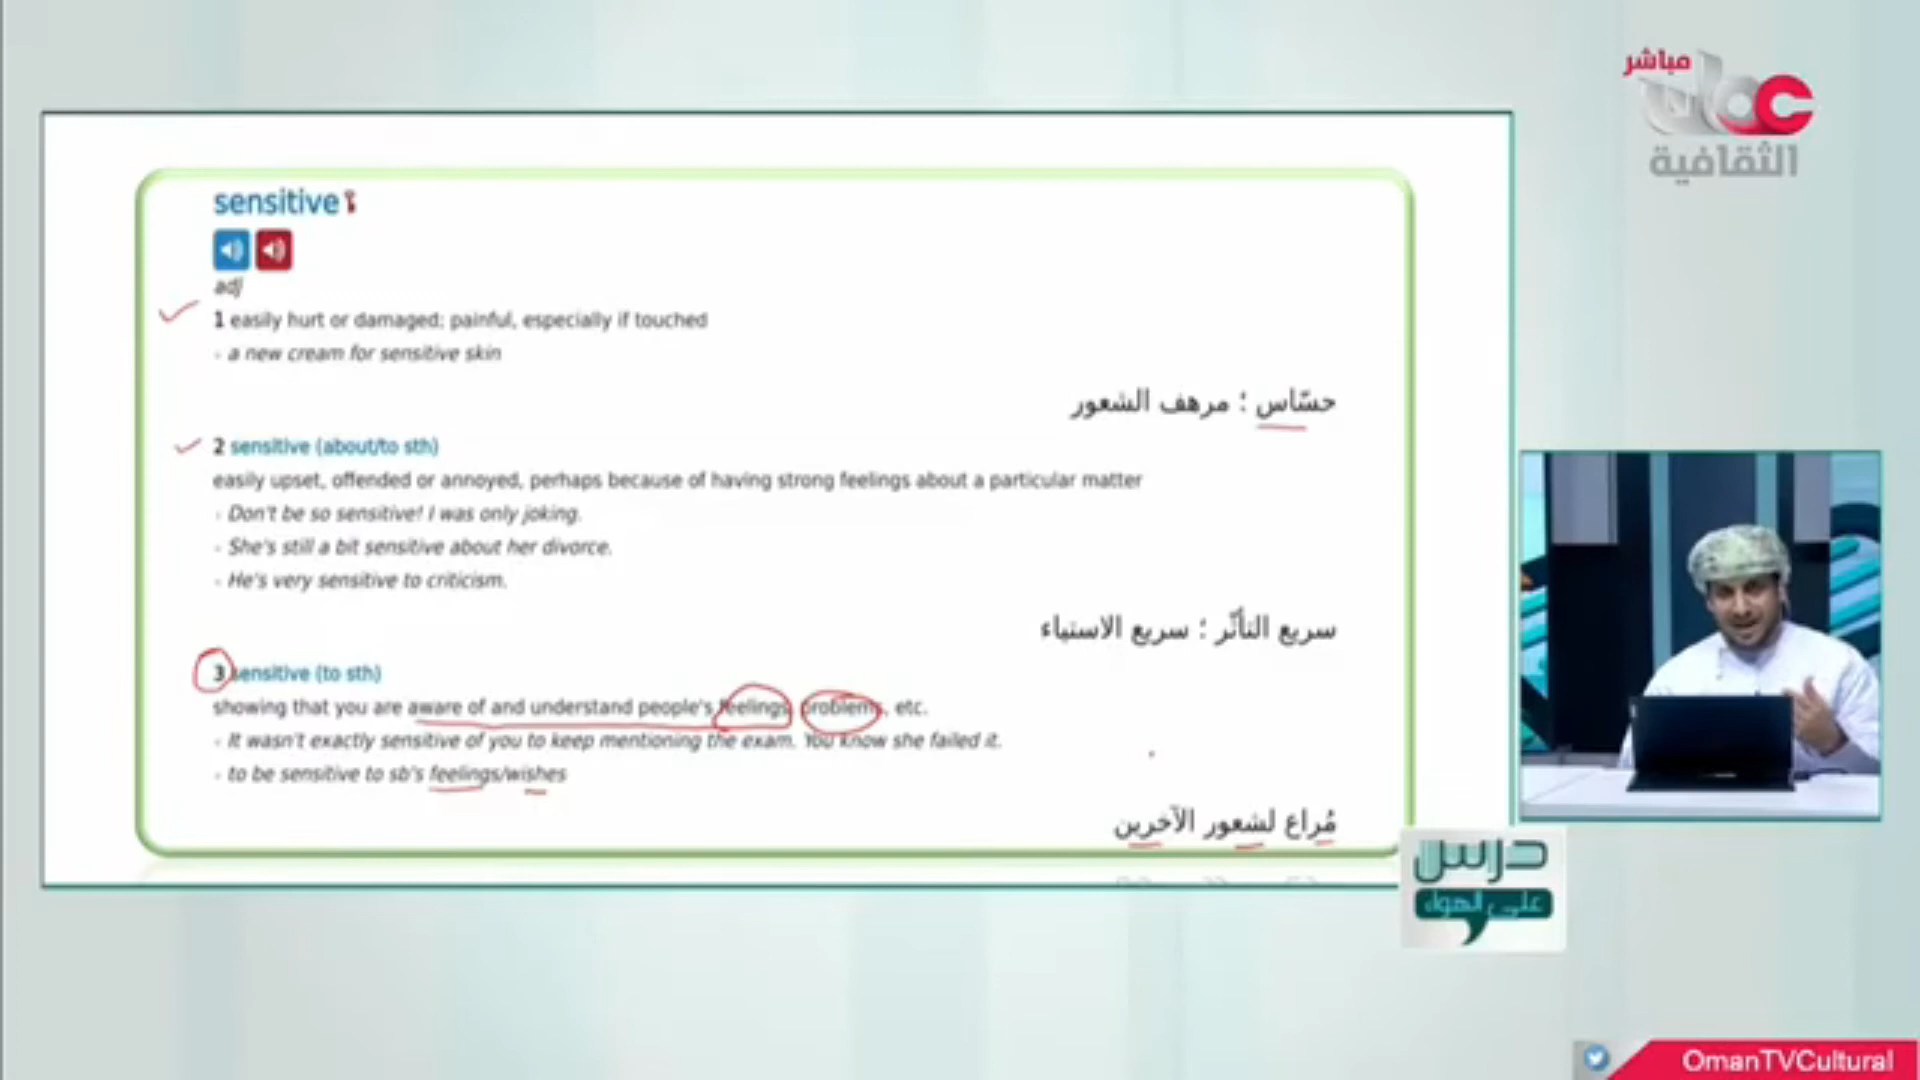 مباشر
الثقافية
sensitive
adj
1 easily hurt or damaged; painful, especially if touched
- a new cream for sensitive skin
حسّاس ؛ مرهف الشعور
2 sensitive (about/to sth)
easily upset, offended or annoyed, perhaps because of having strong feelings about a particular matter
- Don't be so sensitive! I was only joking.
- She's still a bit sensitive about her divorce.
- He's very sensitive to criticism.
سريع التأثّر ؛ سريع الاستياء
3 sensitive (to sth)
showing that you are aware of and understand people's feelings, problems, etc.
- It wasn't exactly sensitive of you to keep mentioning the exam. You know she failed it.
- to be sensitive to sb's feelings/wishes
مُراع لشعور الآخرين
درس
على الهواء
OmanTVCultural